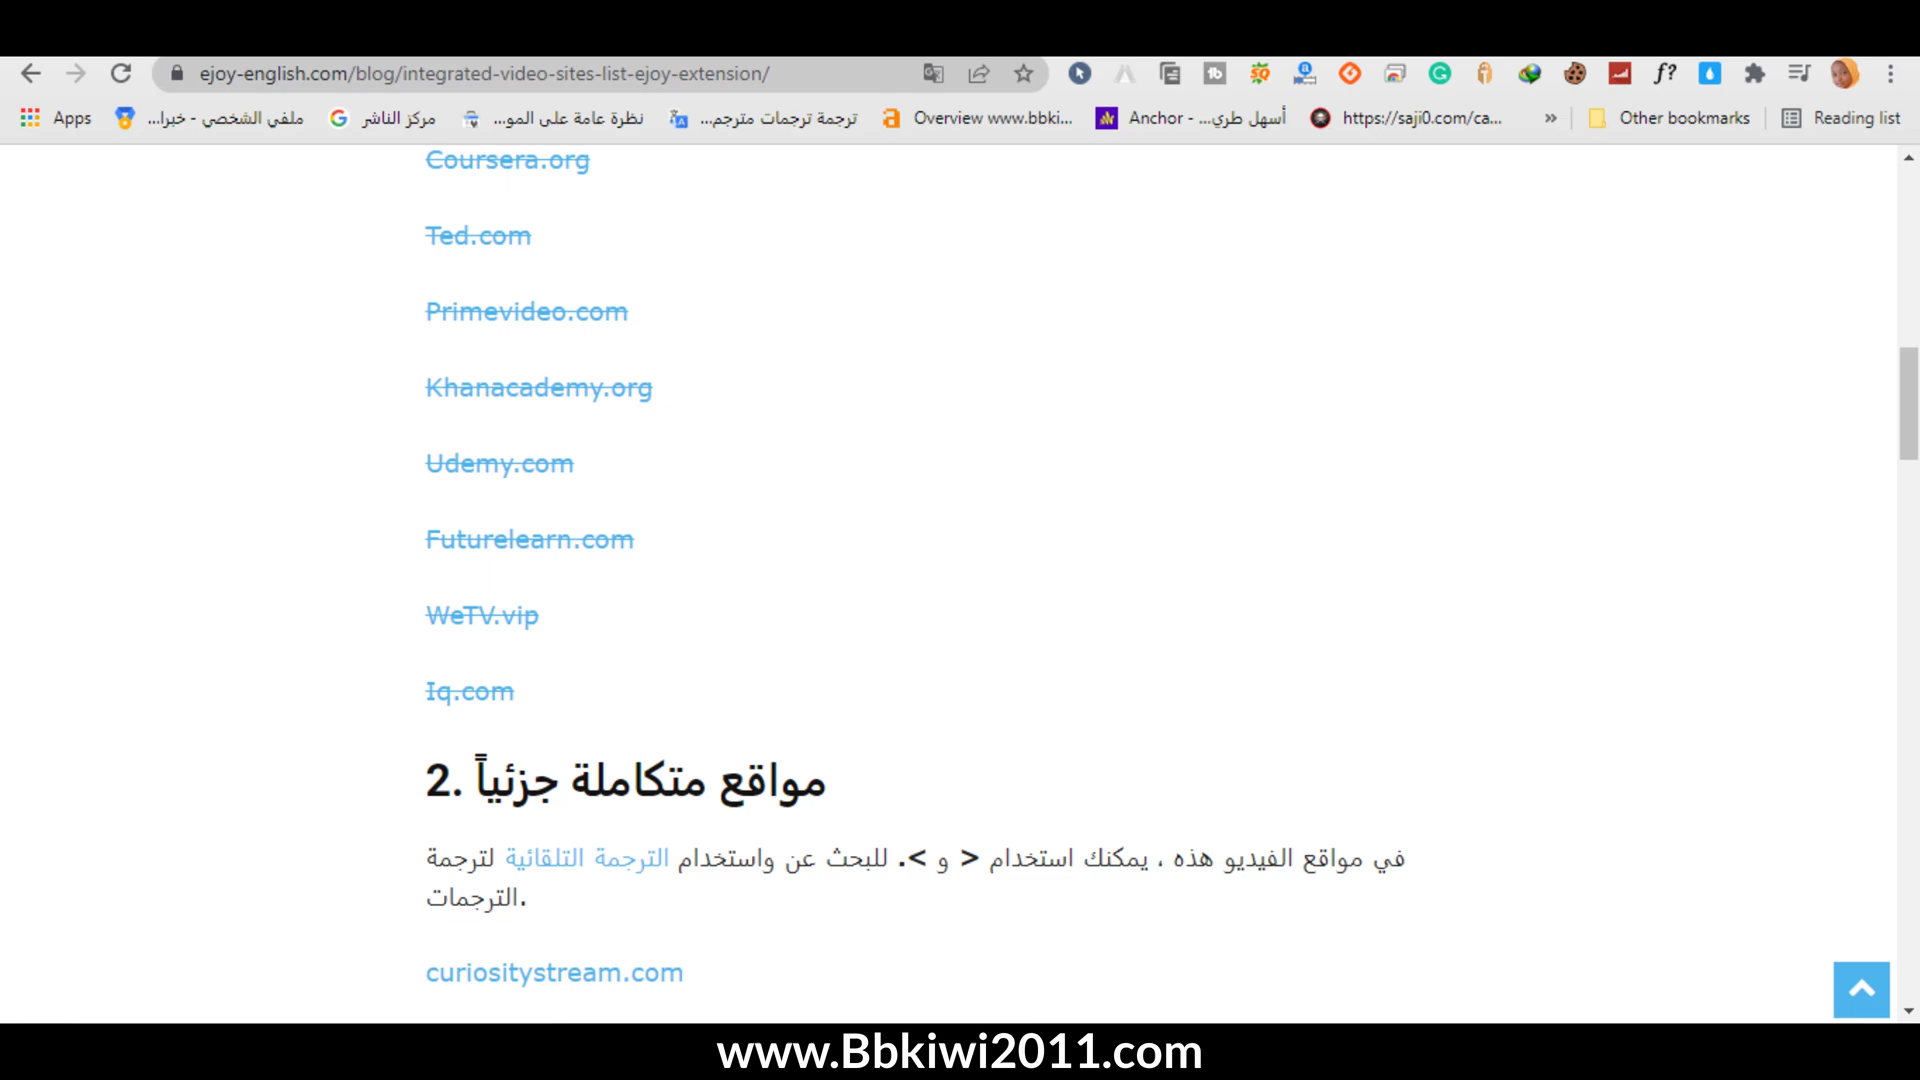 ejoy-english.com/blog/integrated-video-sites-list-ejoy-extension/
Apps
ملفي الشخصي - خبرا...
مركز الناشر
نظرة عامة على المو...
ترجمة ترجمات مترجم...
Overview www.bbki...
Anchor - أسهل طري...
https://saji0.com/ca...
»
Other bookmarks
Reading list
Coursera.org
Ted.com
Primevideo.com
Khanacademy.org
Udemy.com
Futurelearn.com
WeTV.vip
Iq.com
2. مواقع متكاملة جزئياً
في مواقع الفيديو هذه ، يمكنك استخدام < و >. للبحث عن واستخدام الترجمة التلقائية لترجمة
الترجمات.
curiositystream.com
www.Bbkiwi2011.com